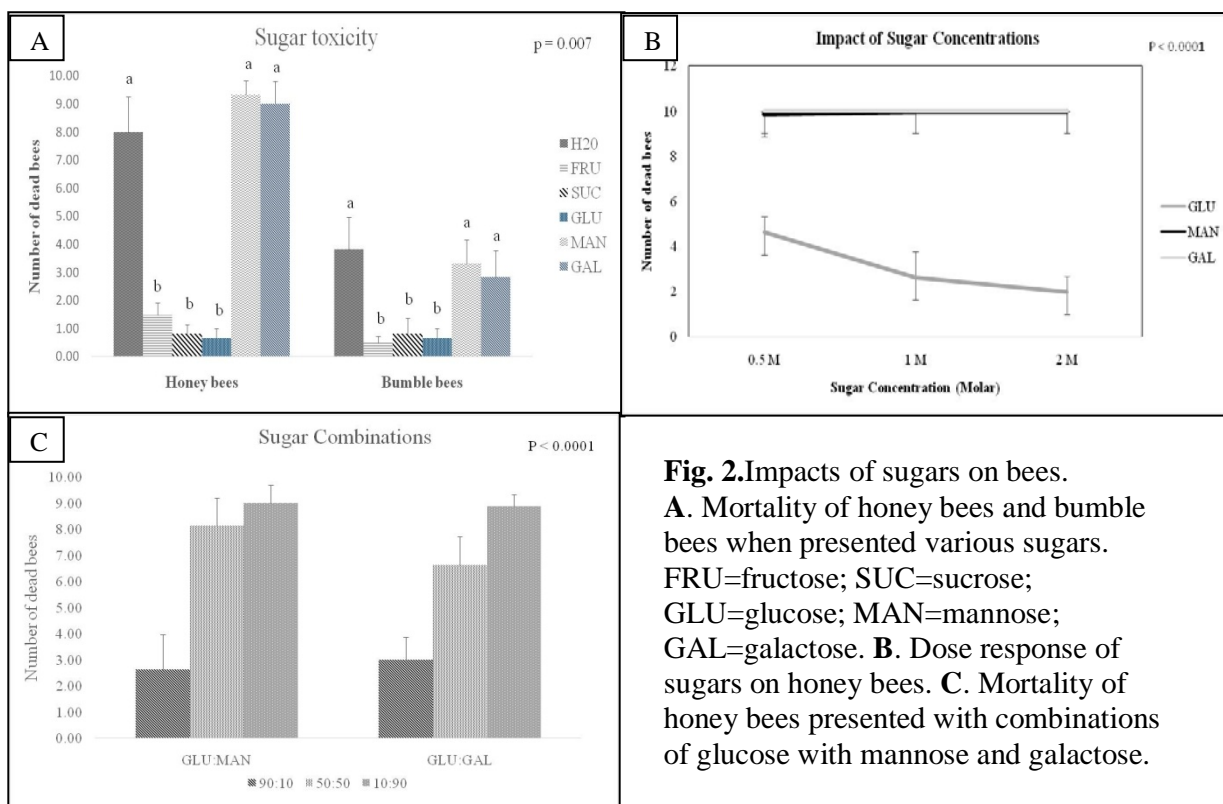 A
Sugar toxicity
p = 0.007
Number of dead bees
10.00
9.00
8.00
7.00
6.00
5.00
4.00
3.00
2.00
1.00
0.00
a
b
b
b
a
a
a
b
b
b
a
a
Honey bees
Bumble bees
H20
FRU
SUC
GLU
MAN
GAL
B
Impact of Sugar Concentrations
P < 0.0001
Number of dead bees
12
10
8
6
4
2
0
0.5 M
1 M
2 M
Sugar Concentration (Molar)
GLU
MAN
GAL
C
Sugar Combinations
P < 0.0001
Number of dead bees
10.00
9.00
8.00
7.00
6.00
5.00
4.00
3.00
2.00
1.00
0.00
GLU:MAN
GLU:GAL
90:10 50:50 10:90
Fig. 2.Impacts of sugars on bees.
A. Mortality of honey bees and bumble
bees when presented various sugars.
FRU=fructose; SUC=sucrose;
GLU=glucose; MAN=mannose;
GAL=galactose. B. Dose response of
sugars on honey bees. C. Mortality of
honey bees presented with combinations
of glucose with mannose and galactose.